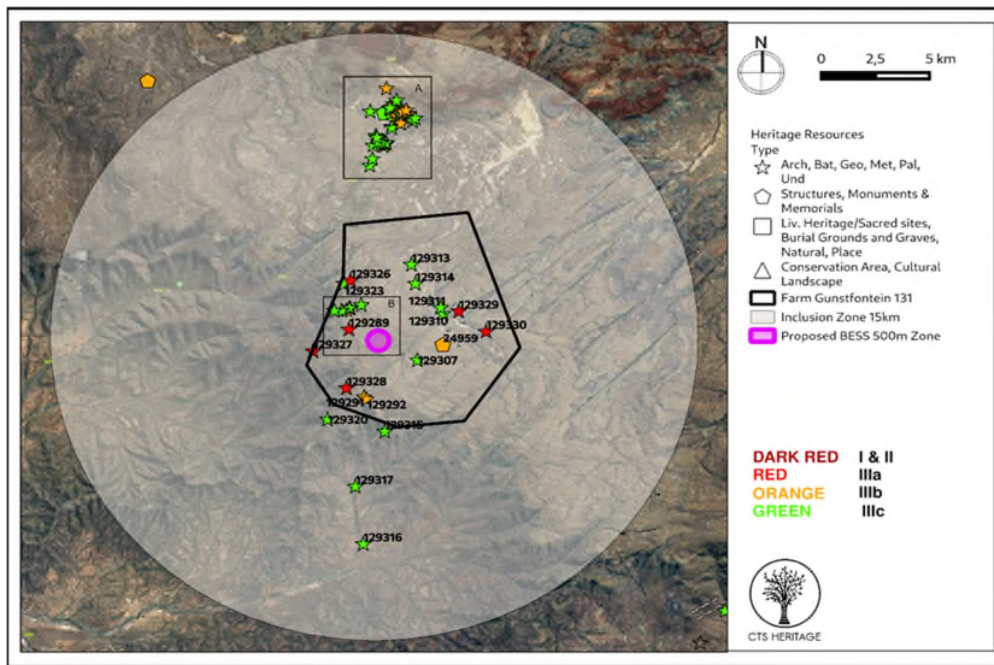 A
129326
129323
129313
129314
129311
129310
129329
129330
B
129289
129327
24959
129307
129328
129291
129292
129320
129315
129317
129316
N
0 2,5 5 km
Heritage Resources
Type
Arch, Bat, Geo, Met, Pal,
Und
Structures, Monuments &
Memorials
Liv. Heritage/Sacred sites,
Burial Grounds and Graves,
Natural, Place
Conservation Area, Cultural
Landscape
Farm Gunstfontein 131
Inclusion Zone 15km
Proposed BESS 500m Zone
DARK RED I & II
RED IIIa
ORANGE IIIb
GREEN IIIc
CTS HERITAGE